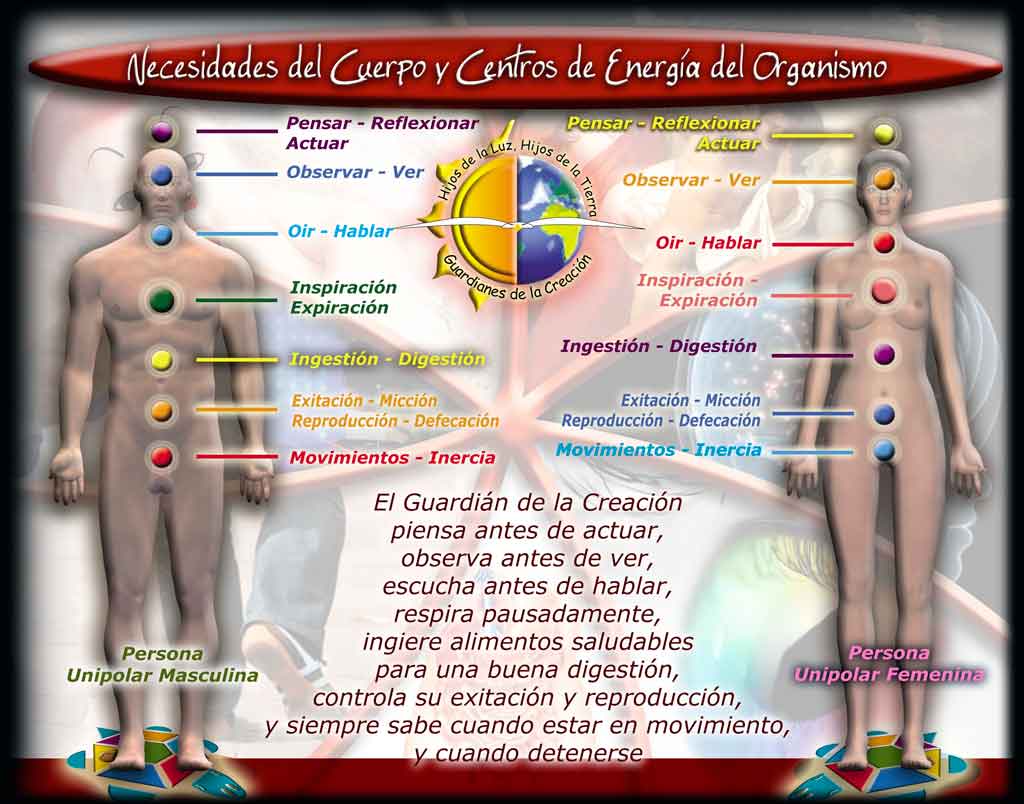 Necesidades del Cuerpo y Centros de Energía del Organismo
Pensar - Reflexionar
Actuar
Observar - Ver
Oir - Hablar
Inspiración
Expiración
Ingestión - Digestión
Exitación - Micción
Reproducción - Defecación
Movimientos - Inercia
Hijos de la Luz, Hijos de la Tierra
Guardianes de la Creación
Pensar - Reflexionar
Actuar
Observar - Ver
Oir - Hablar
Inspiración -
Expiración
Ingestión - Digestión
Exitación - Micción
Reproducción - Defecación
Movimientos - Inercia
El Guardián de la Creación
piensa antes de actuar,
observa antes de ver,
escucha antes de hablar,
respira pausadamente,
ingiere alimentos saludables
para una buena digestión,
controla su exitación y reproducción,
y siempre sabe cuando estar en movimiento,
y cuando detenerse
Persona
Unipolar Masculina
Persona
Unipolar Femenina